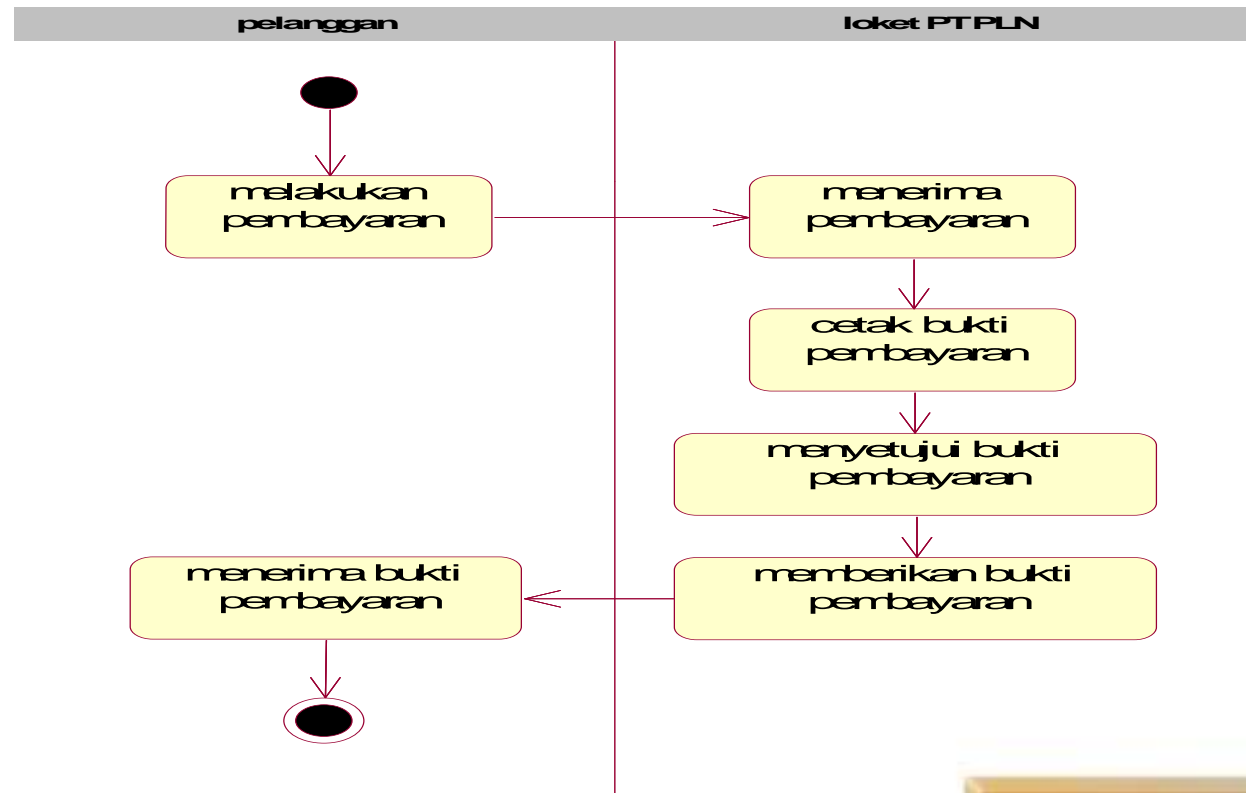 pelanggan
loket PT PLN
melakukan
pembayaran
menerima
pembayaran
cetak bukti
pembayaran
menyetujui bukti
pembayaran
memberikan bukti
pembayaran
menerima bukti
pembayaran